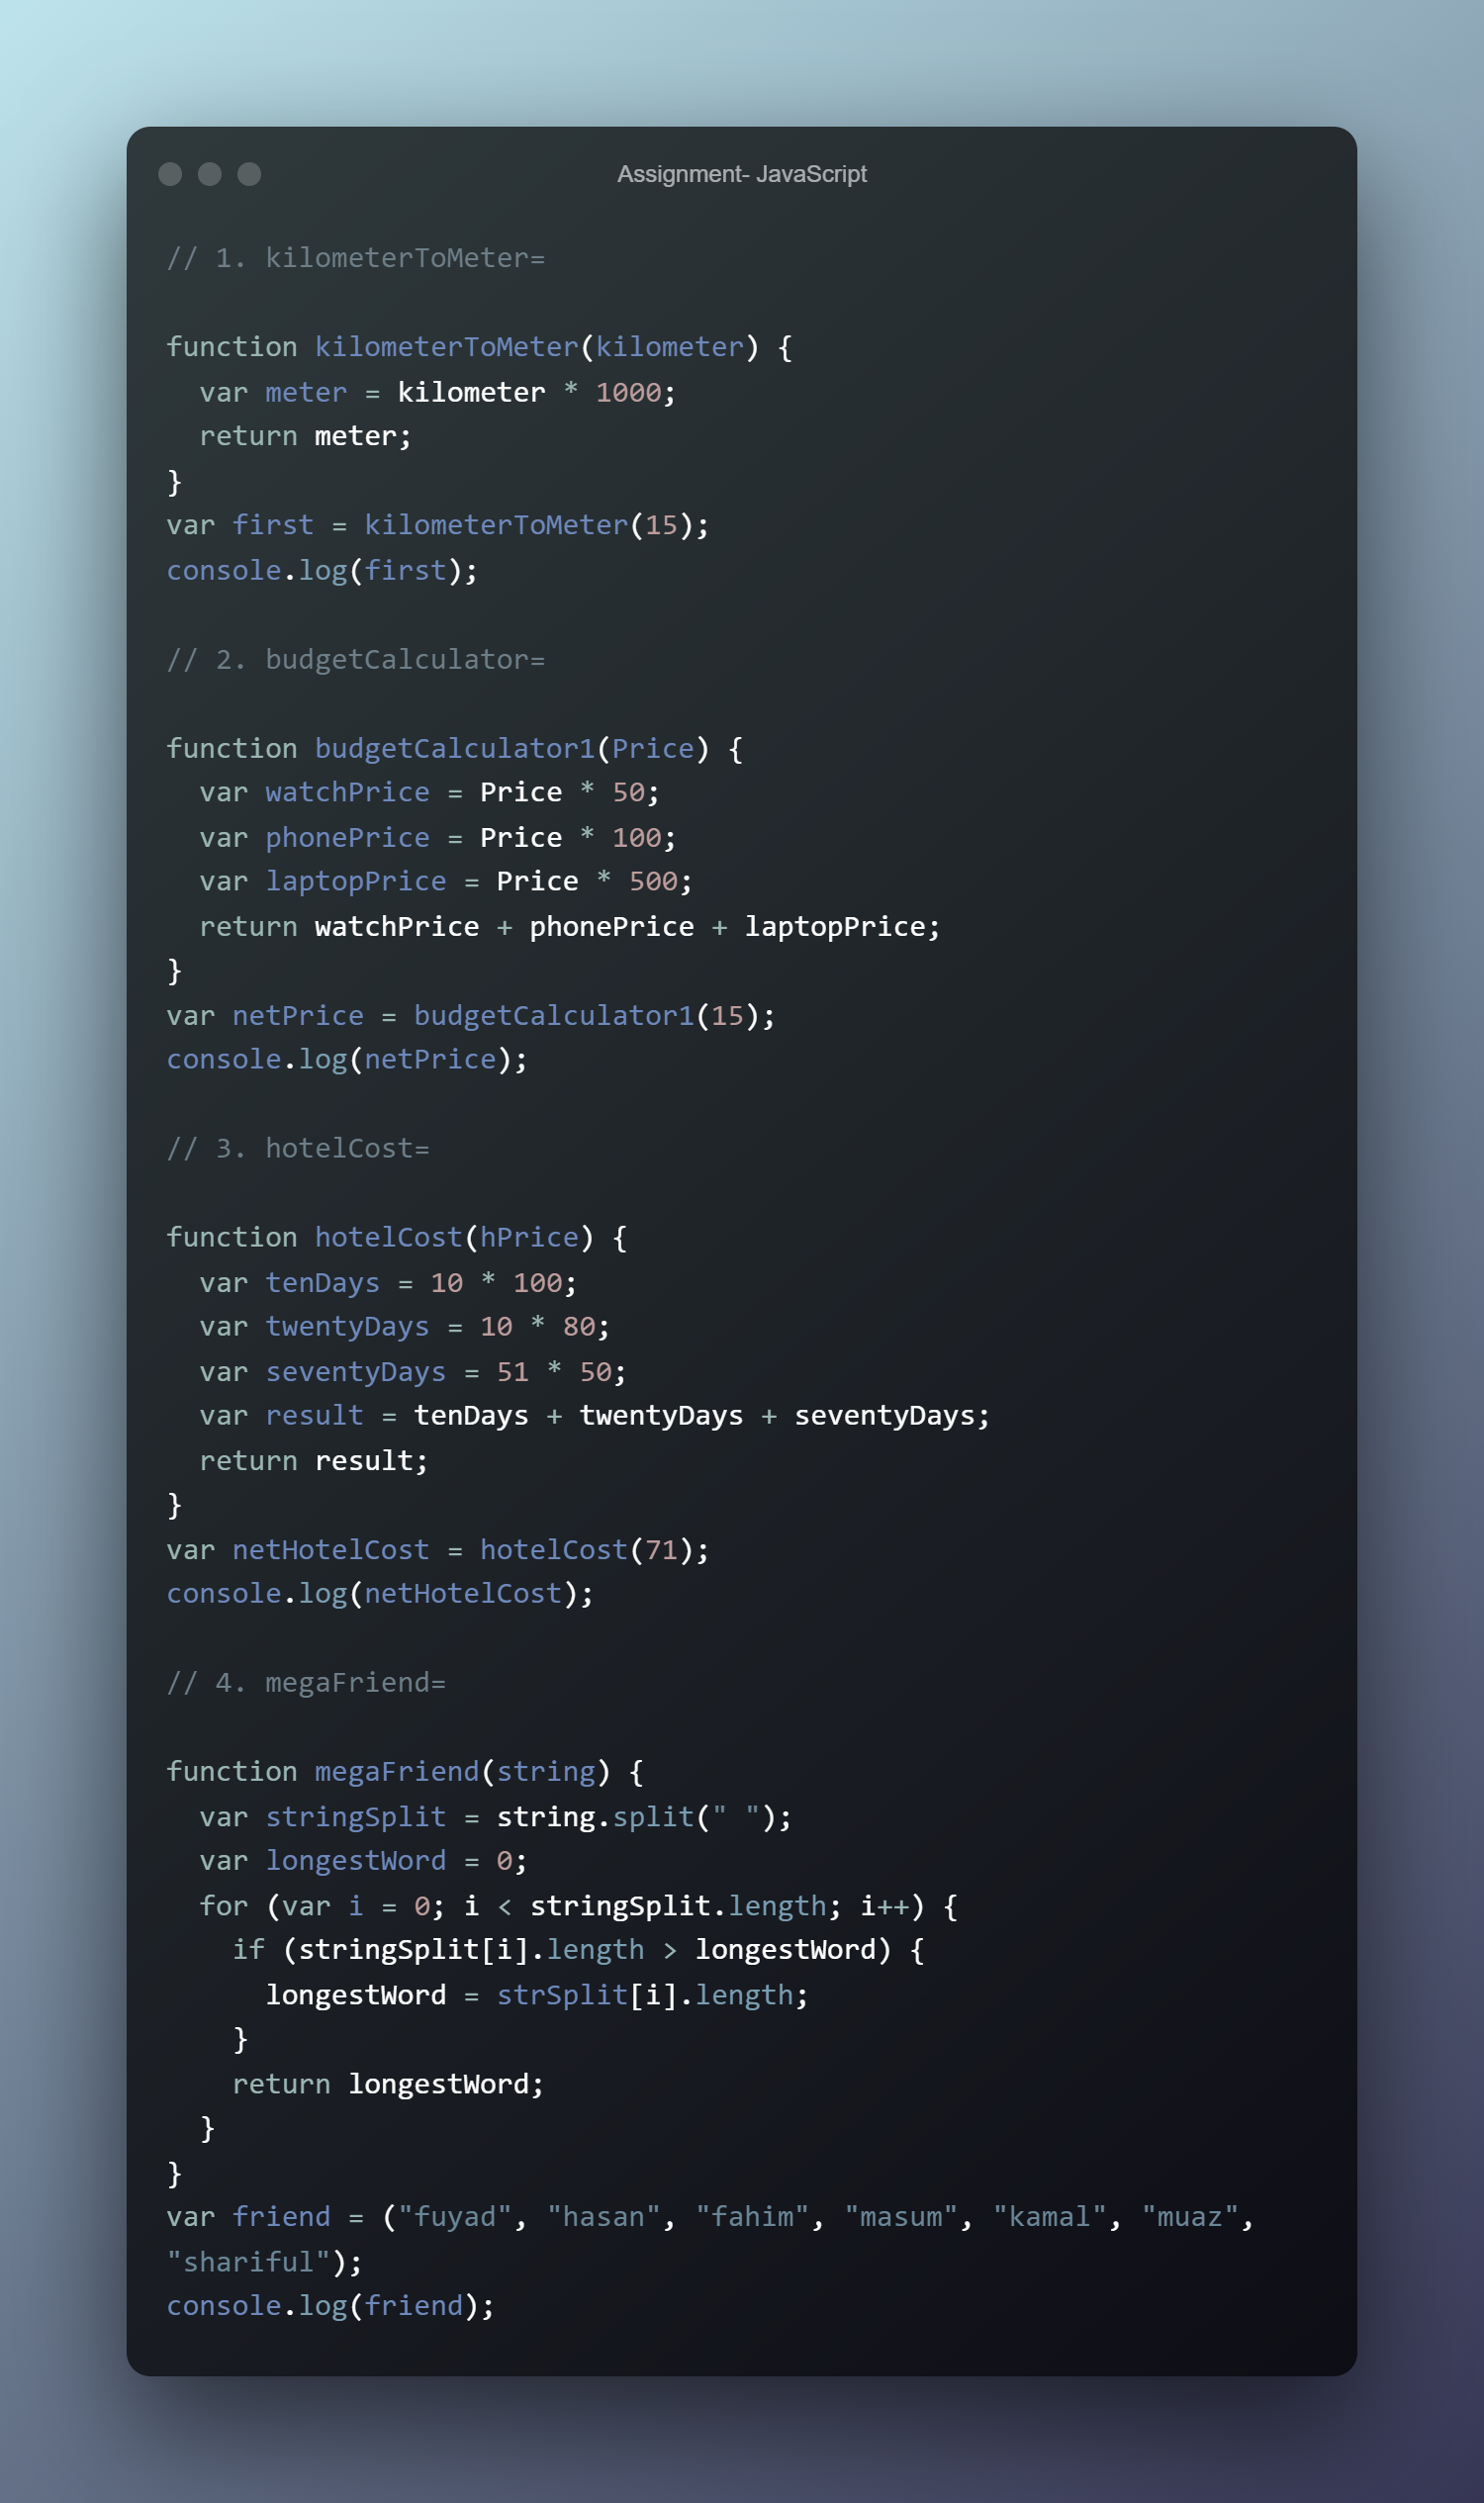 Assignment- JavaScript
// 1. kilometerToMeter=
function kilometerToMeter(kilometer) {
  var meter = kilometer * 1000;
  return meter;
}
var first = kilometerToMeter(15);
console.log(first);
// 2. budgetCalculator=
function budgetCalculator1(Price) {
  var watchPrice = Price * 50;
  var phonePrice = Price * 100;
  var laptopPrice = Price * 500;
  return watchPrice + phonePrice + laptopPrice;
}
var netPrice = budgetCalculator1(15);
console.log(netPrice);
// 3. hotelCost=
function hotelCost(hPrice) {
  var tenDays = 10 * 100;
  var twentyDays = 10 * 80;
  var seventyDays = 51 * 50;
  var result = tenDays + twentyDays + seventyDays;
  return result;
}
var netHotelCost = hotelCost(71);
console.log(netHotelCost);
// 4. megaFriend=
function megaFriend(string) {
  var stringSplit = string.split(" ");
  var longestWord = 0;
  for (var i = 0; i < stringSplit.length; i++) {
    if (stringSplit[i].length > longestWord) {
      longestWord = strSplit[i].length;
    }
    return longestWord;
  }
}
var friend = ("fuyad", "hasan", "fahim", "masum", "kamal", "muaz",
"shariful");
console.log(friend);